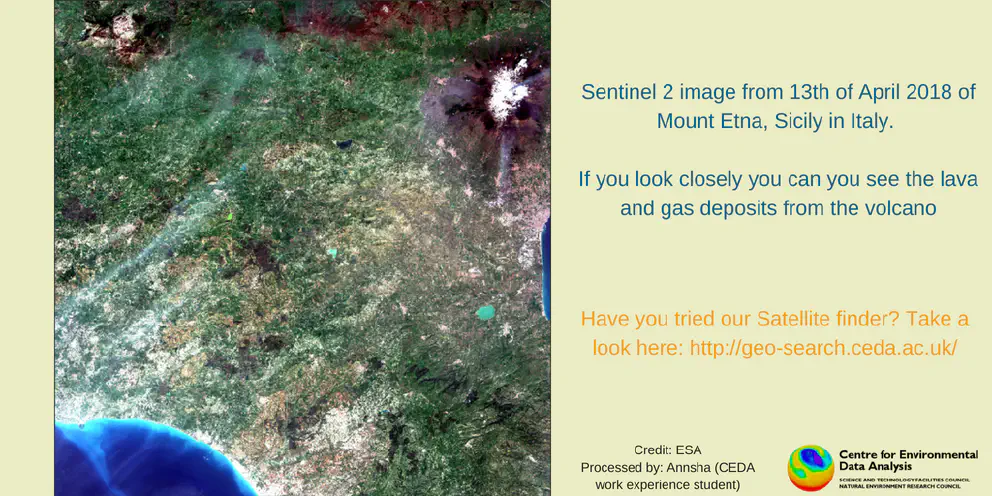 Sentinel 2 image from 13th of April 2018 of
Mount Etna, Sicily in Italy.
If you look closely you can you see the lava
and gas deposits from the volcano
Have you tried our Satellite finder? Take a
look here: http://geo-search.ceda.ac.uk/
Credit: ESA
Processed by: Annsha (CEDA
work experience student)
Centre for Environmental
Data Analysis
SCIENCE AND TECHNOLOGY FACILITIES COUNCIL
NATURAL ENVIRONMENT RESEARCH COUNCIL